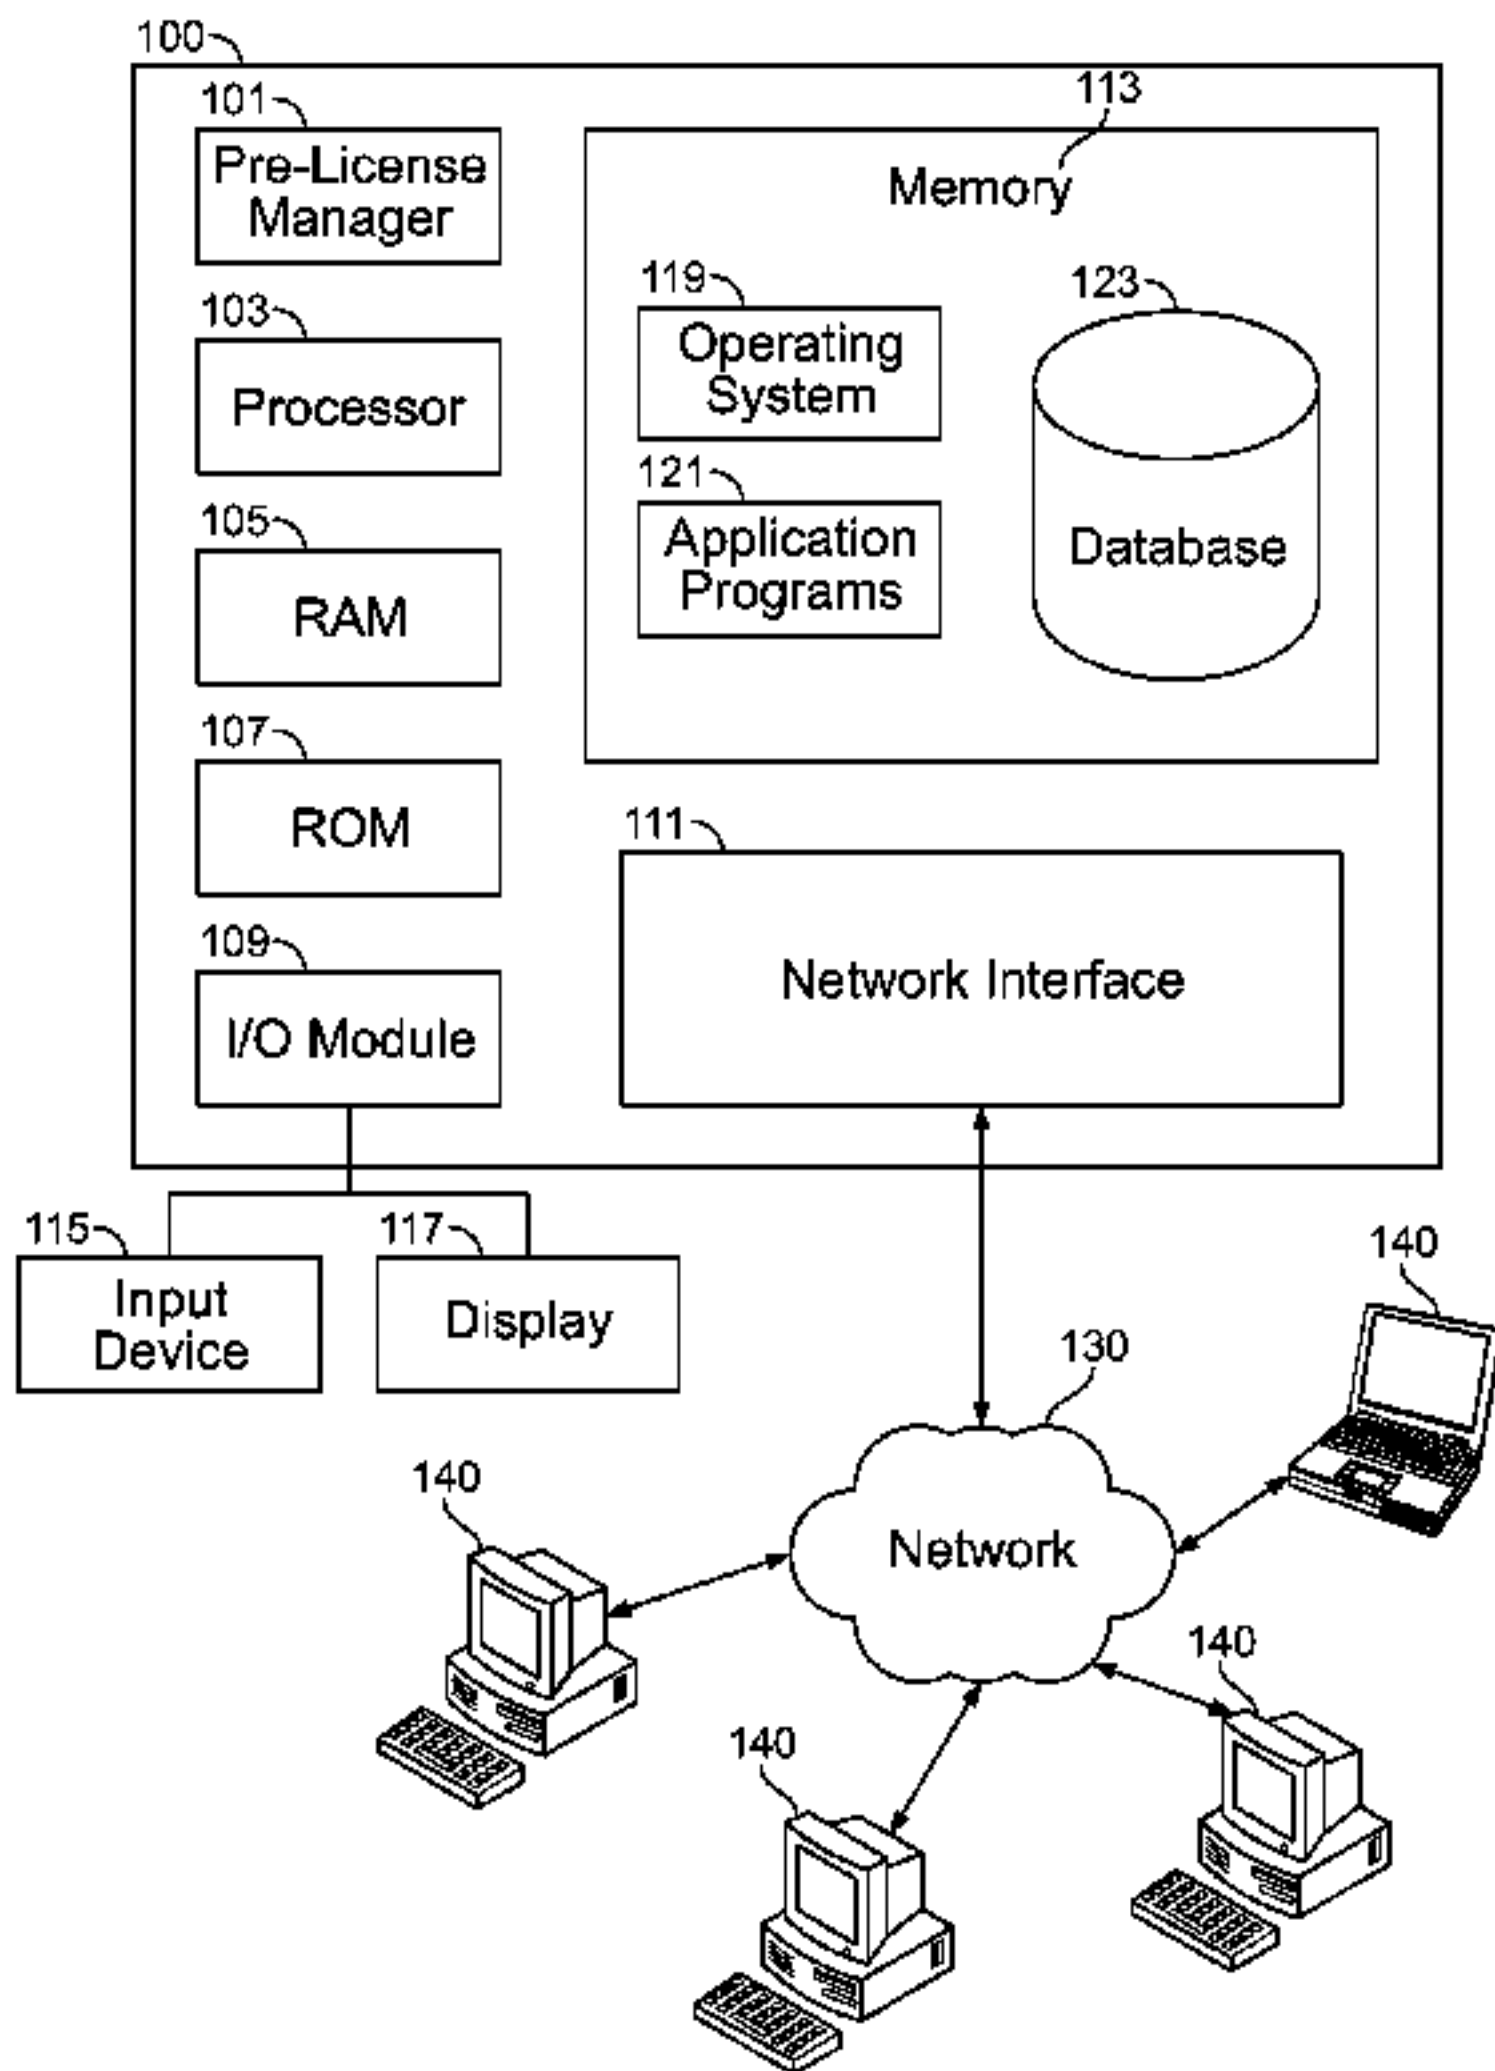 100
101
Pre-License
Manager
103
Processor
105
RAM
107
ROM
109
I/O Module
113
Memory
119
Operating
System
121
Application
Programs
123
Database
111
Network Interface
115
Input
Device
117
Display
130
Network
140
140
140
140